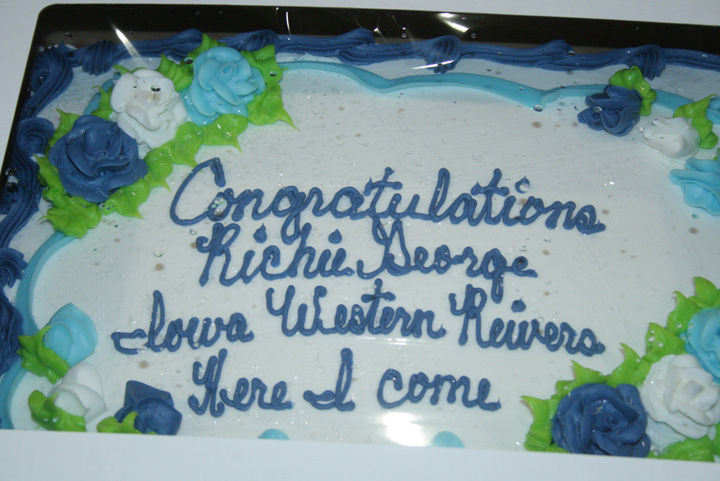 Congratulations
Richie George
Iowa Western Reivers
Here I come